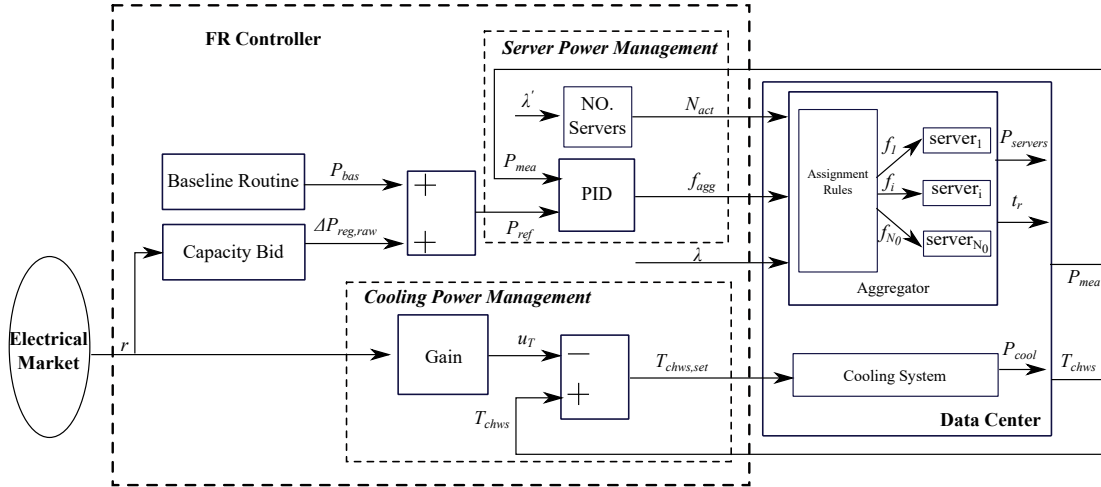 FR Controller
Server Power Management
λ'
NO.
Servers
N_act
P_mea
PID
f_agg
P_ref
Baseline Routine
P_bas
Capacity Bid
ΔP_reg,raw
+
+
λ
Assignment
Rules
f_1
f_i
f_N_0
server_1
server_i
server_N_0
Aggregator
P_servers
t_r
P_mea
Electrical
Market
r
Cooling Power Management
Gain
u_T
−
+
T_chws
T_chws,set
Cooling System
P_cool
T_chws
Data Center